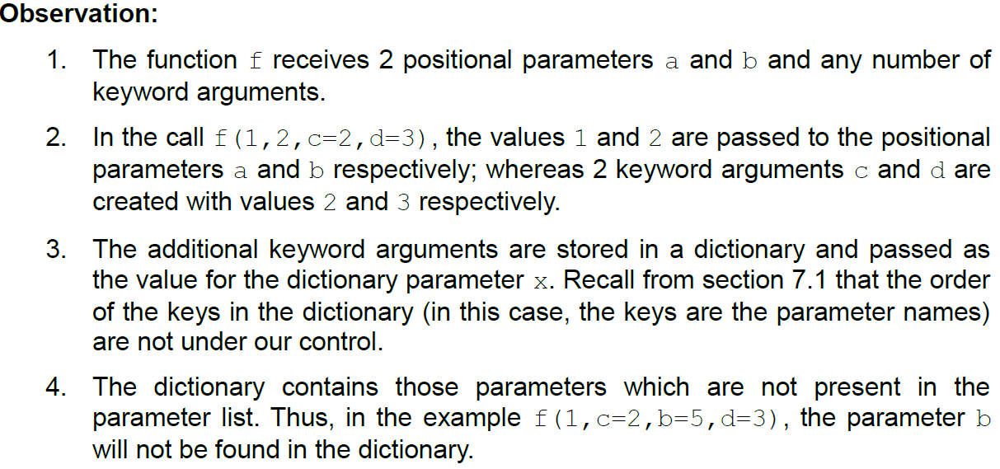 Observation:
1. The function f receives 2 positional parameters a and b and any number of
keyword arguments.
2. In the call f(1,2,c=2,d=3), the values 1 and 2 are passed to the positional
parameters a and b respectively; whereas 2 keyword arguments c and d are
created with values 2 and 3 respectively.
3. The additional keyword arguments are stored in a dictionary and passed as
the value for the dictionary parameter x. Recall from section 7.1 that the order
of the keys in the dictionary (in this case, the keys are the parameter names)
are not under our control.
4. The dictionary contains those parameters which are not present in the
parameter list. Thus, in the example f(1,c=2,b=5,d=3), the parameter b
will not be found in the dictionary.